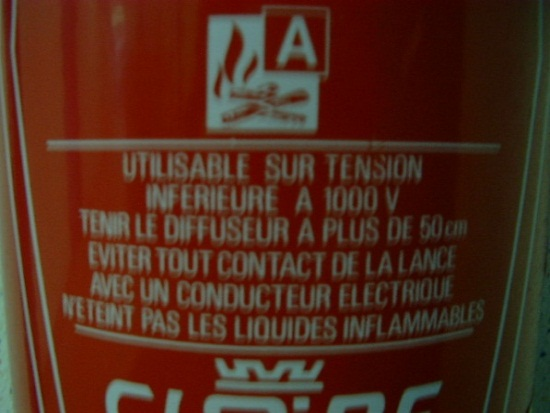 A
UTILISABLE SUR TENSION
INFERIEURE A 1000 V
TENIR LE DIFFUSEUR A PLUS DE 50 cm
EVITER TOUT CONTACT DE LA LANCE
AVEC UN CONDUCTEUR ELECTRIQUE
N'ETEINT PAS LES LIQUIDES INFLAMMABLES